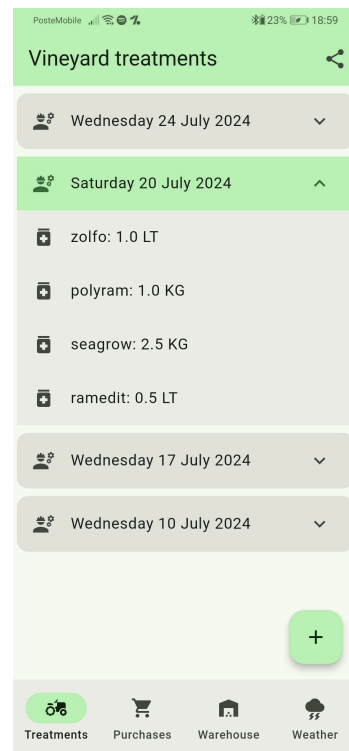 PosteMobile 23% 18:59
Vineyard treatments
Wednesday 24 July 2024
Saturday 20 July 2024
zolfo: 1.0 LT
polyram: 1.0 KG
seagrow: 2.5 KG
ramedit: 0.5 LT
Wednesday 17 July 2024
Wednesday 10 July 2024
+
Treatments Purchases Warehouse Weather